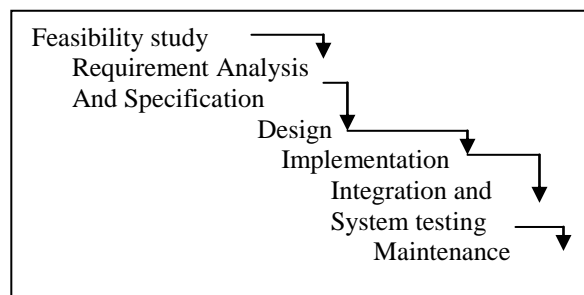 Feasibility study
Requirement Analysis
And Specification
Design
Implementation
Integration and
System testing
Maintenance